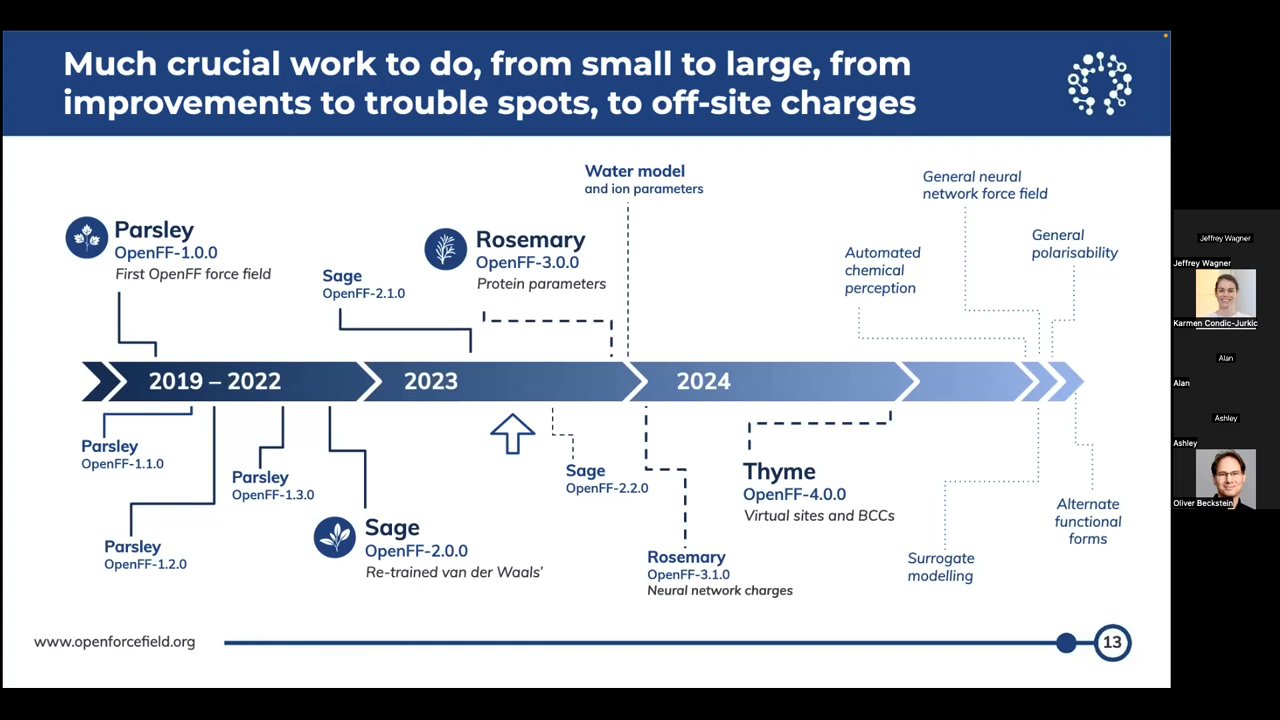 Much crucial work to do, from small to large, from
improvements to trouble spots, to off-site charges
Water model
and ion parameters
General neural
network force field
Parsley
OpenFF-1.0.0
First OpenFF force field
Rosemary
OpenFF-3.0.0
Protein parameters
General
polarisability
Sage
OpenFF-2.1.0
Automated
chemical
perception
2019 – 2022
2023
2024
Parsley
OpenFF-1.1.0
Parsley
OpenFF-1.3.0
Sage
OpenFF-2.2.0
Thyme
OpenFF-4.0.0
Virtual sites and BCCs
Parsley
OpenFF-1.2.0
Sage
OpenFF-2.0.0
Re-trained van der Waals’
Rosemary
OpenFF-3.1.0
Neural network charges
Surrogate
modelling
Alternate
functional
forms
www.openforcefield.org
13
Jeffrey Wagner
Jeffrey Wagner
Karmen Condic-Jurkic
Alan
Alan
Ashley
Ashley
Oliver Beckstein